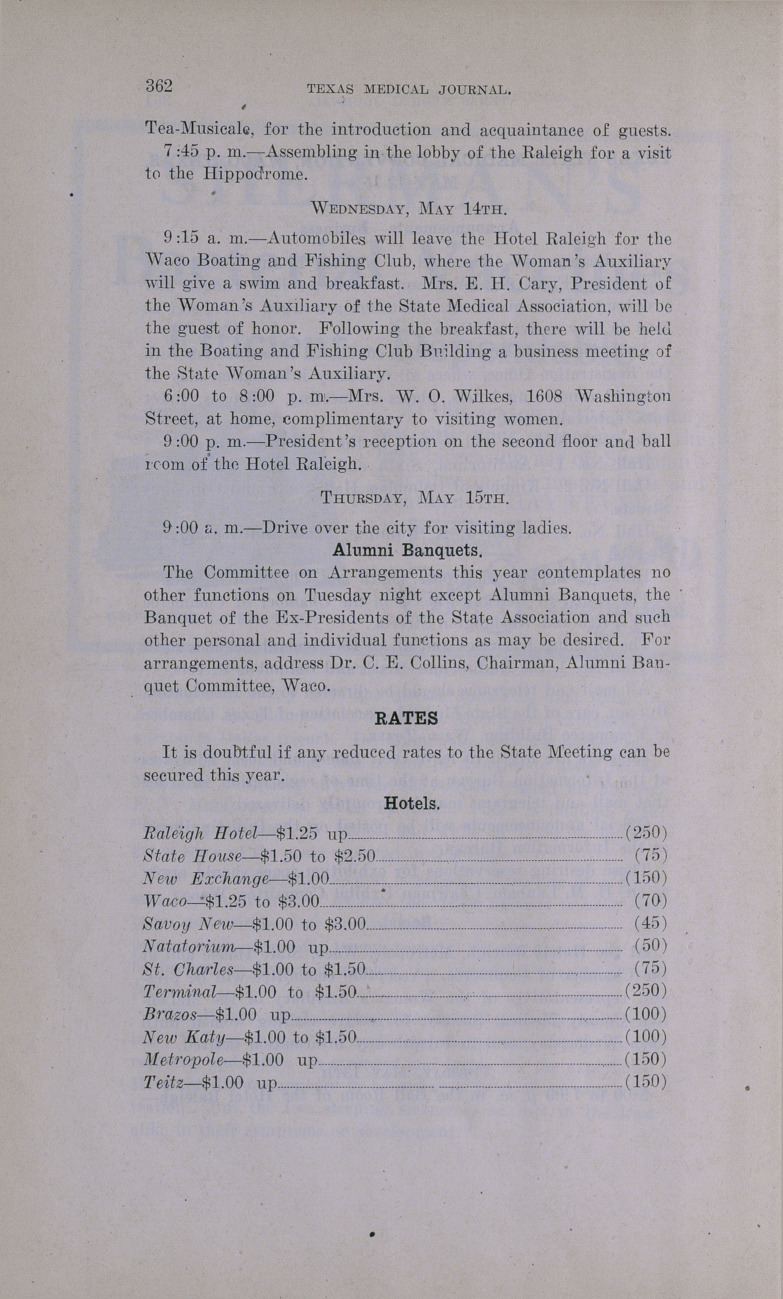 362 TEXAS MEDICAL JOURNAL.
Tea-Musicale, for the introduction and acquaintance of guests.
7:45 p. m.—Assembling in the lobby of the Raleigh for a visit
to the Hippodrome.
WEDNESDAY, MAY 14TH.
9:15 a. m.—Automobiles will leave the Hotel Raleigh for the
Waco Boating and Fishing Club, where the Woman's Auxiliary
will give a swim and breakfast. Mrs. E. H. Cary, President of
the Woman's Auxiliary of the State Medical Association, will be
the guest of honor. Following the breakfast, there will be held
in the Boating and Fishing Club Building a business meeting of
the State Woman's Auxiliary.
6:00 to 8:00 p. m.—Mrs. W. O. Wilkes, 1608 Washington
Street, at home, complimentary to visiting women.
9:00 p. m.—President's reception on the second floor and ball
room of the Hotel Raleigh.
THURSDAY, MAY 15TH.
9:00 a. m.—Drive over the city for visiting ladies.
Alumni Banquets.
The Committee on Arrangements this year contemplates no
other functions on Tuesday night except Alumni Banquets, the
Banquet of the Ex-Presidents of the State Association and such
other personal and individual functions as may be desired. For
arrangements, address Dr. C. E. Collins, Chairman, Alumni Ban-
quet Committee, Waco.
RATES
It is doubtful if any reduced rates to the State Meeting can be
secured this year.
Hotels.
Raleigh Hotel—$1.25 up (250)
State House—$1.50 to $2.50 (75)
New Exchange—$1.00 (150)
Waco—$1.25 to $3.00 (70)
Savoy New—$1.00 to $3.00 (45)
Natatorium—$1.00 up (50)
St. Charles—$1.00 to $1.50 (75)
Terminal—$1.00 to $1.50 (250)
Brazos—$1.00 up (100)
New Katy—$1.00 to $1.50 (100)
Metropole—$1.00 up (150)
Teitz—$1.00 up (150)